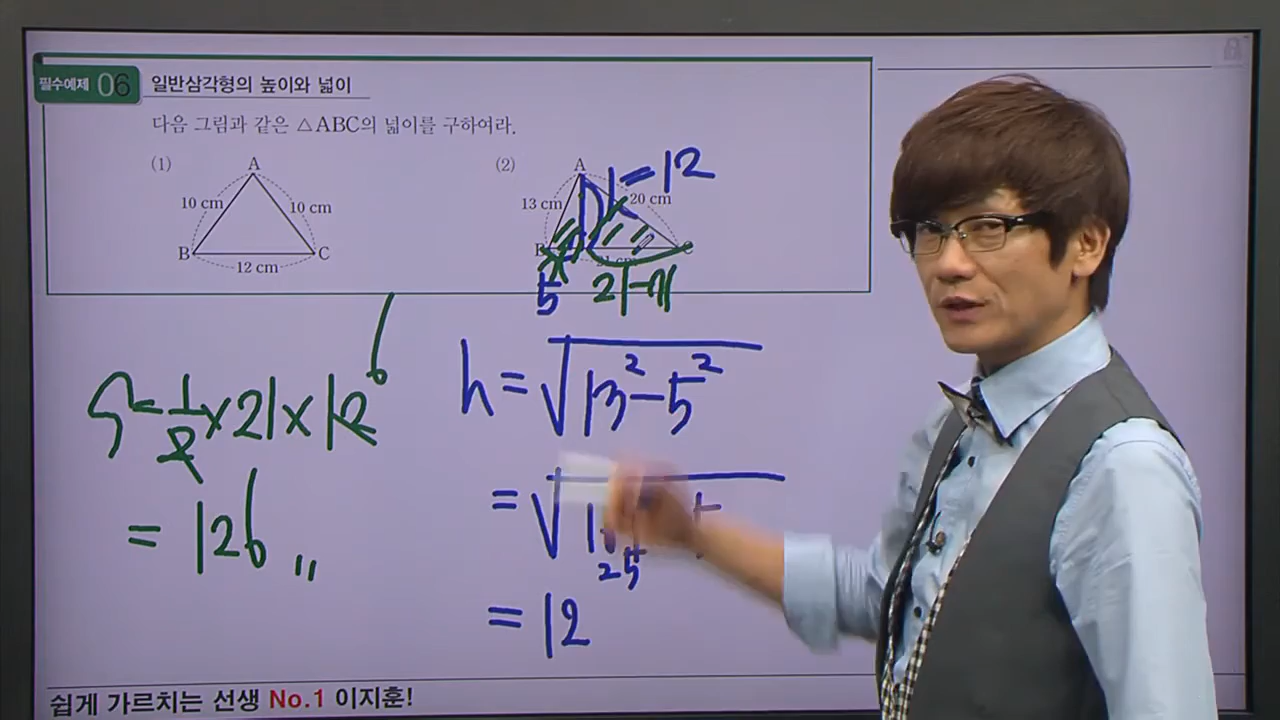 필수예제 06 일반삼각형의 높이와 넓이
다음 그림과 같은 △ABC의 넓이를 구하여라.
(1)
A
10 cm
10 cm
B
C
12 cm
(2)
A
h=12
13 cm
20 cm
5
21-x
h=√13²-5²
=12
S=1/2×21×12
6
=126 〃
쉽게 가르치는 선생 No.1 이지훈!